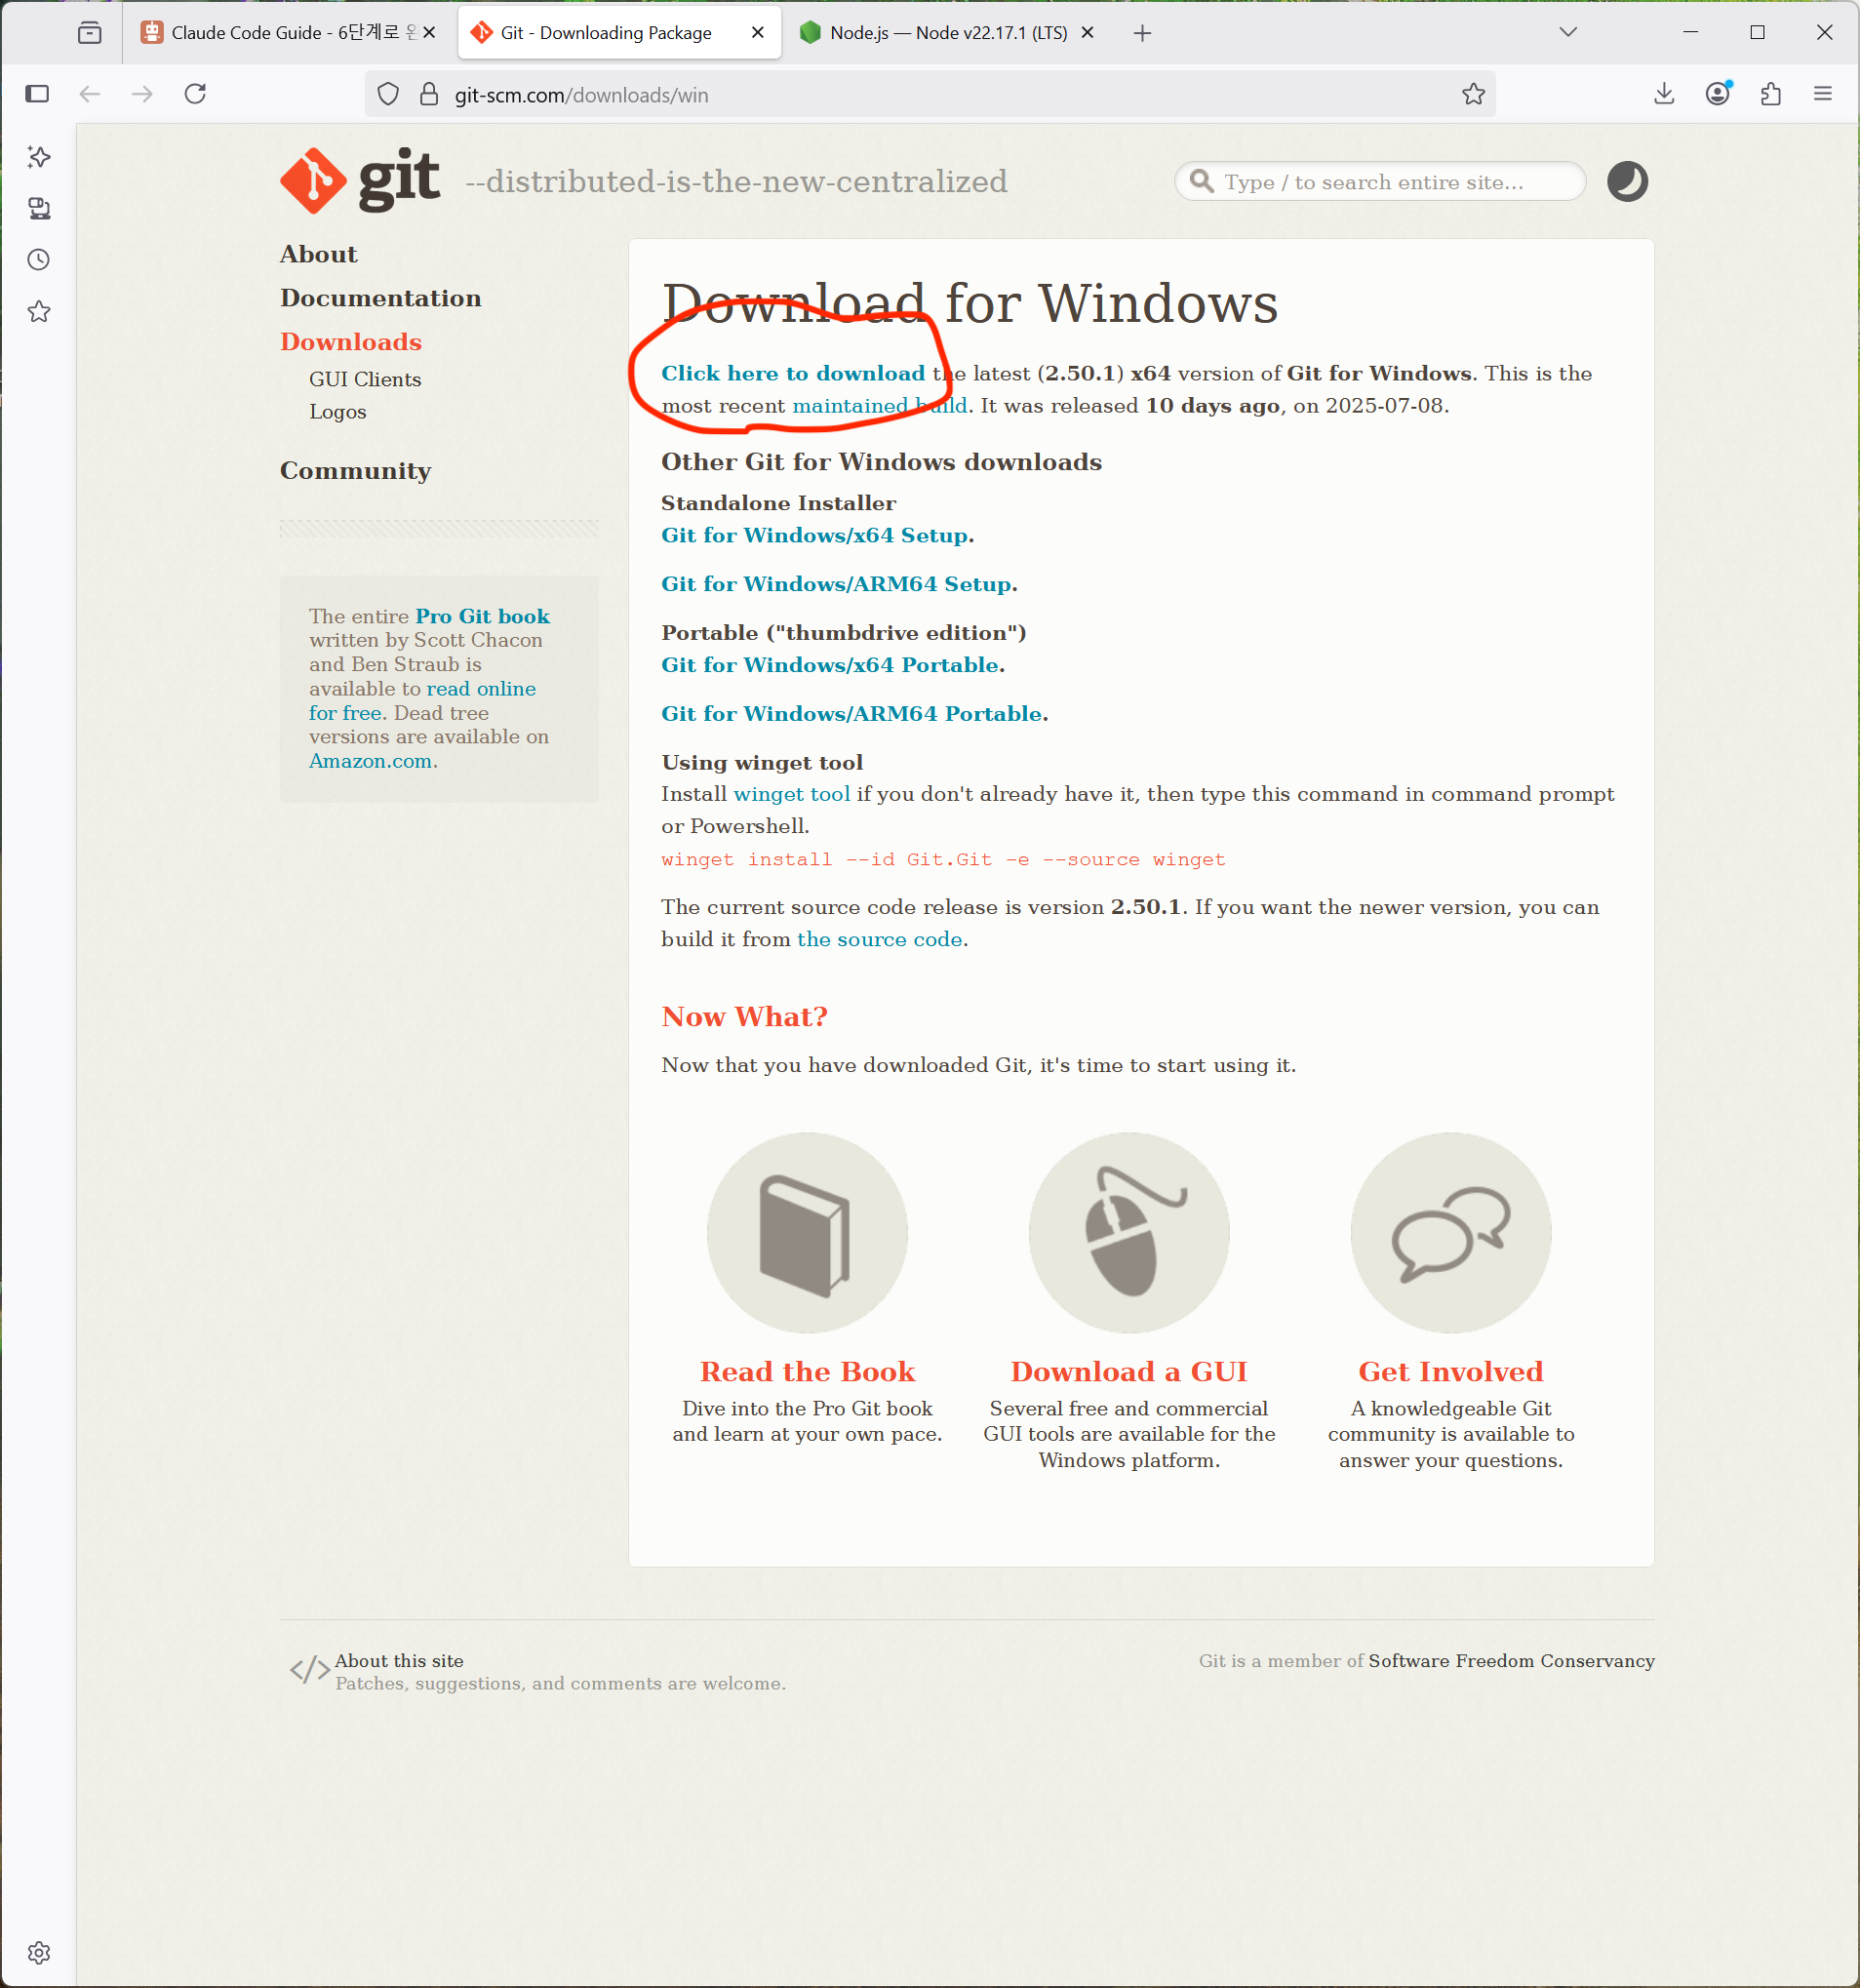 Claude Code Guide - 6단계로
Git - Downloading Package
Node.js — Node v22.17.1 (LTS)
git-scm.com/downloads/win
git
--distributed-is-the-new-centralized
Type / to search entire site...
About
Documentation
Downloads
GUI Clients
Logos
Community
The entire Pro Git book
written by Scott Chacon
and Ben Straub is
available to read online
for free. Dead tree
versions are available on
Amazon.com.
Download for Windows
Click here to download the latest (2.50.1) x64 version of Git for Windows. This is the
most recent maintained build. It was released 10 days ago, on 2025-07-08.
Other Git for Windows downloads
Standalone Installer
Git for Windows/x64 Setup.
Git for Windows/ARM64 Setup.
Portable ("thumbdrive edition")
Git for Windows/x64 Portable.
Git for Windows/ARM64 Portable.
Using winget tool
Install winget tool if you don't already have it, then type this command in command prompt
or Powershell.
winget install --id Git.Git -e --source winget
The current source code release is version 2.50.1. If you want the newer version, you can
build it from the source code.
Now What?
Now that you have downloaded Git, it's time to start using it.
Read the Book
Dive into the Pro Git book
and learn at your own pace.
Download a GUI
Several free and commercial
GUI tools are available for the
Windows platform.
Get Involved
A knowledgeable Git
community is available to
answer your questions.
</> About this site
Patches, suggestions, and comments are welcome.
Git is a member of Software Freedom Conservancy